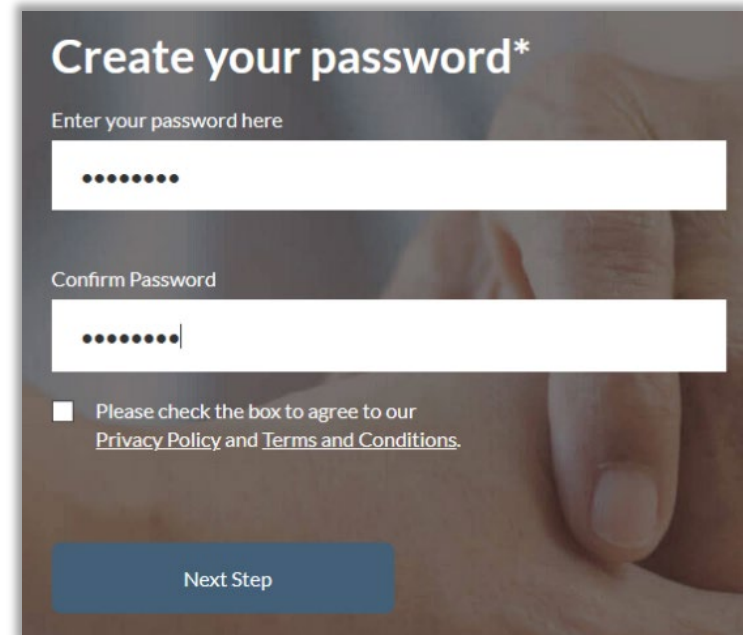 Create your password*
Enter your password here
••••••••
Confirm Password
••••••••
Please check the box to agree to our
Privacy Policy and Terms and Conditions.
Next Step